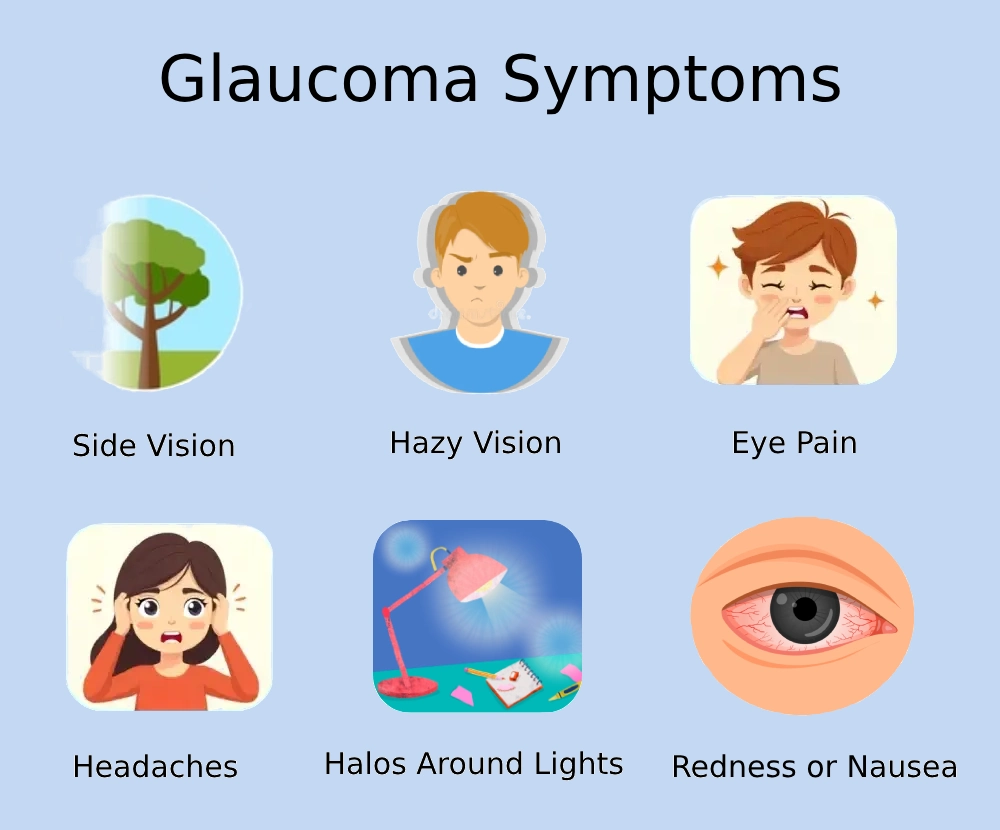 Glaucoma Symptoms
Side Vision
Hazy Vision
Eye Pain
Headaches
Halos Around Lights
Redness or Nausea